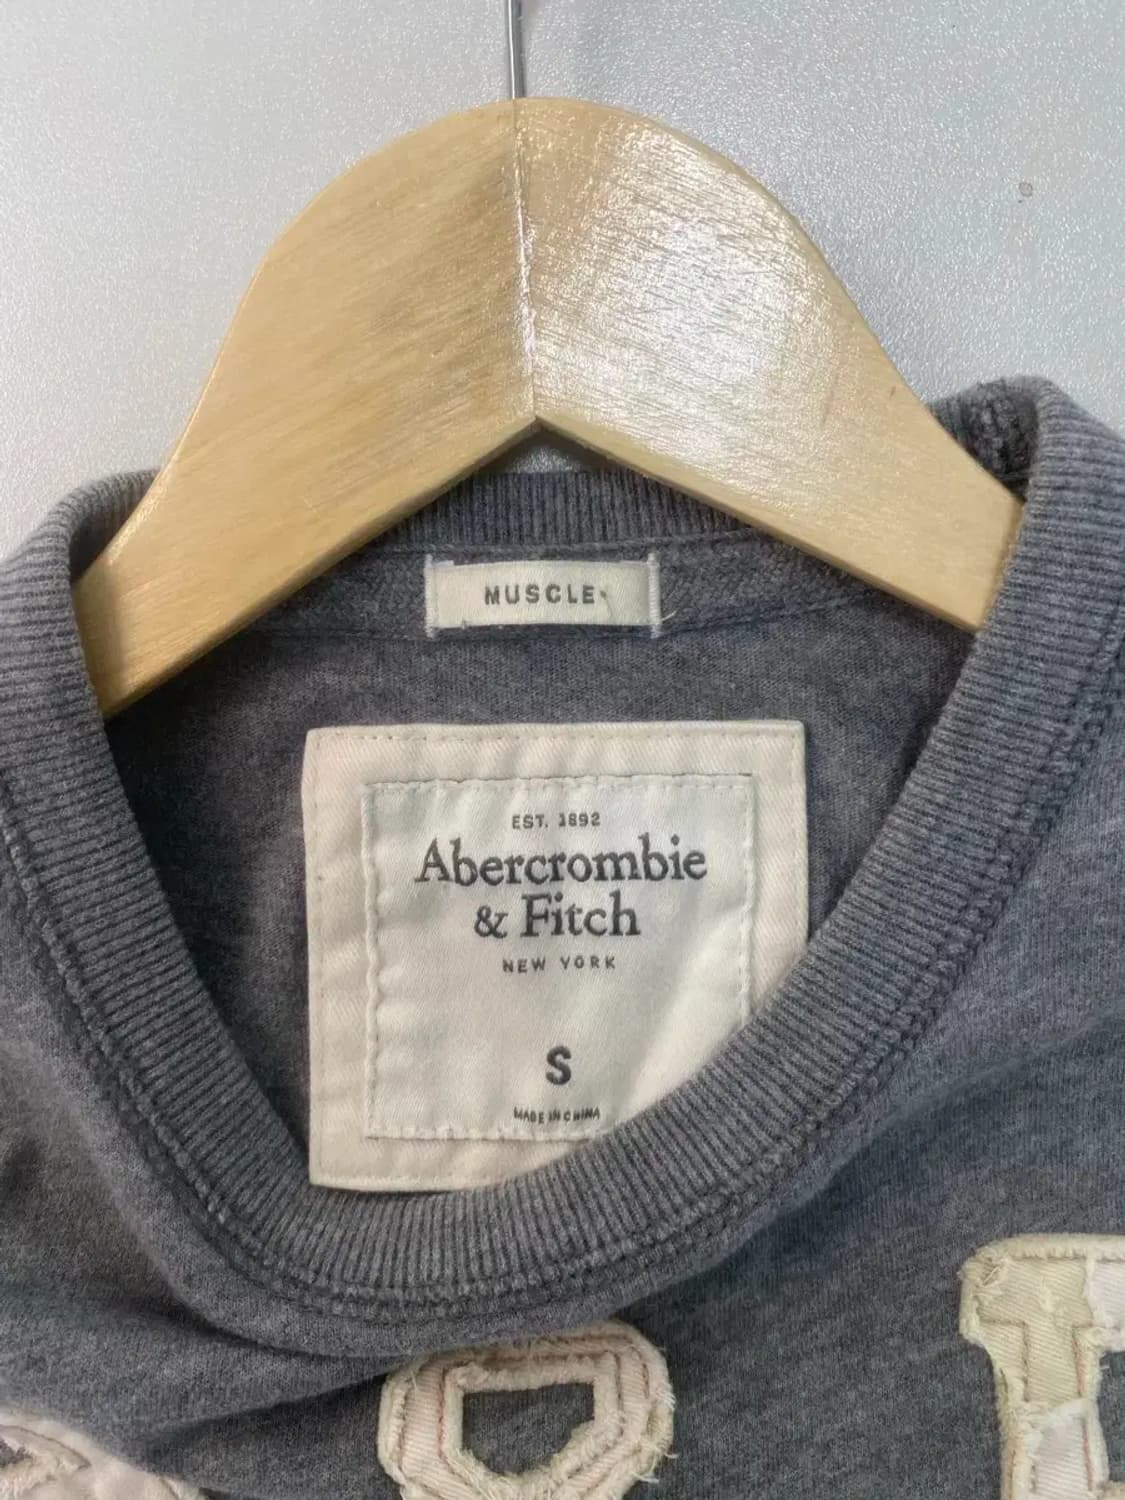 MUSCLE
EST. 1892
Abercrombie
& Fitch
NEW YORK
S
MADE IN CHINA